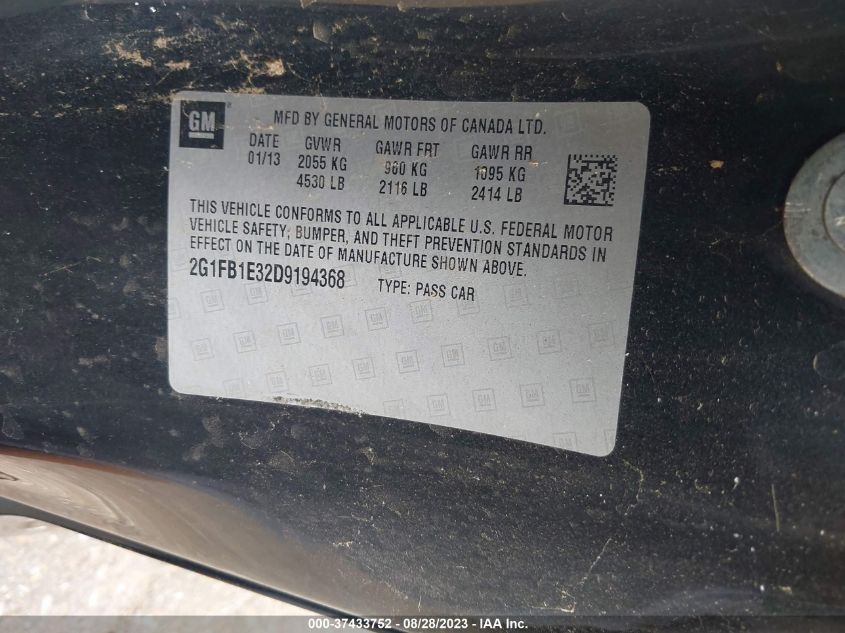 GM
MFD BY GENERAL MOTORS OF CANADA LTD.
DATE GVWR GAWR FRT GAWR RR
01/13 2055 KG 960 KG 1095 KG
4530 LB 2116 LB 2414 LB
THIS VEHICLE CONFORMS TO ALL APPLICABLE U.S. FEDERAL MOTOR
VEHICLE SAFETY, BUMPER, AND THEFT PREVENTION STANDARDS IN
EFFECT ON THE DATE OF MANUFACTURE SHOWN ABOVE.
2G1FB1E32D9194368 TYPE: PASS CAR
000-37433752 - 08/28/2023 - IAA Inc.